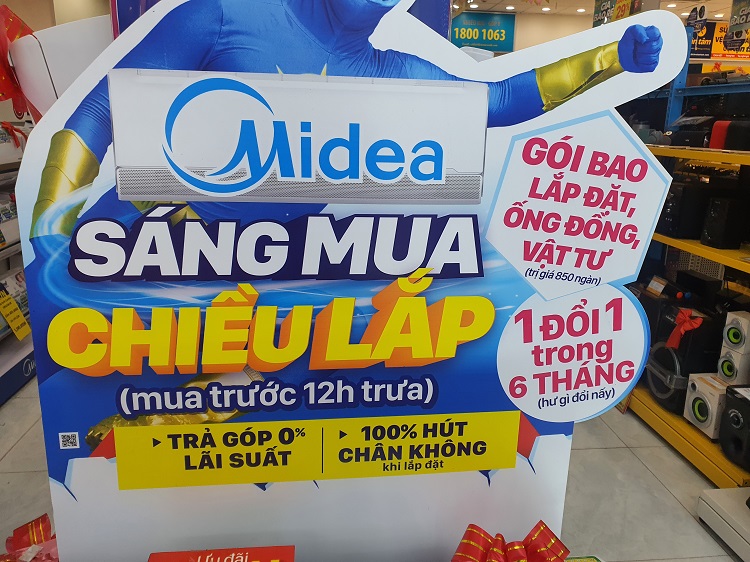 1800 1063
Midea
SÁNG MUA
CHIỀU LẮP
(mua trước 12h trưa)
TRẢ GÓP 0%
LÃI SUẤT
100% HÚT
CHÂN KHÔNG
khi lắp đặt
GÓI BAO
LẮP ĐẶT,
ỐNG ĐỒNG,
VẬT TƯ
(trị giá 850 ngàn)
1 ĐỔI 1
trong
6 THÁNG
(hư gì đổi nấy)
Ưu đãi